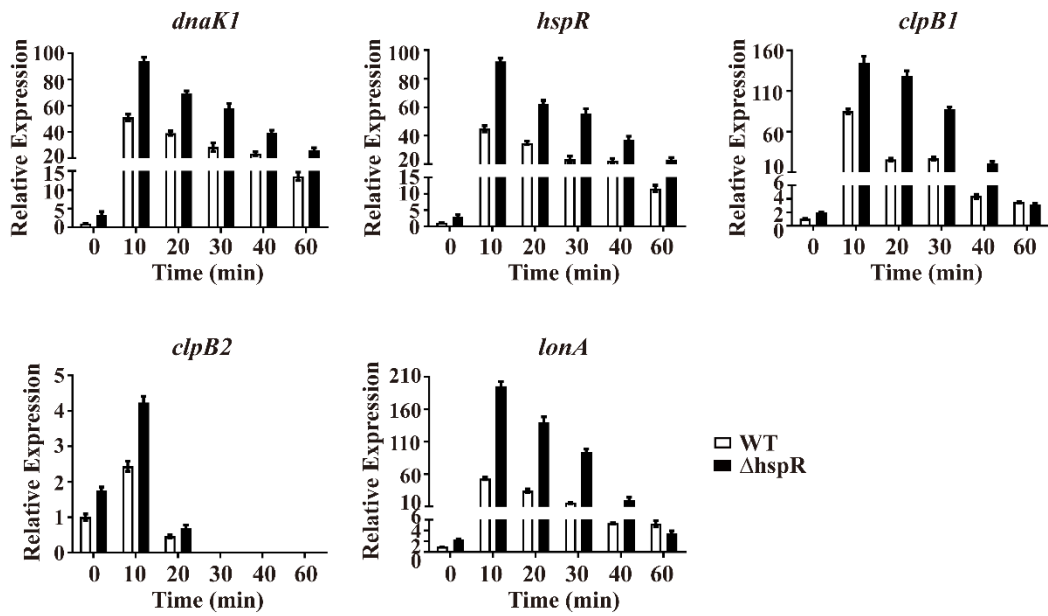 dnaK1
Relative Expression
100
80
60
40
20
15
10
5
0
0 10 20 30 40 60
Time (min)
hspR
Relative Expression
100
80
60
40
20
15
10
5
0
0 10 20 30 40 60
Time (min)
clpB1
Relative Expression
160
110
60
10
6
4
2
0
0 10 20 30 40 60
Time (min)
clpB2
Relative Expression
5
4
3
2
1
0
0 10 20 30 40 60
Time (min)
lonA
Relative Expression
210
160
110
60
10
6
4
2
0
0 10 20 30 40 60
Time (min)
WT
ΔhspR